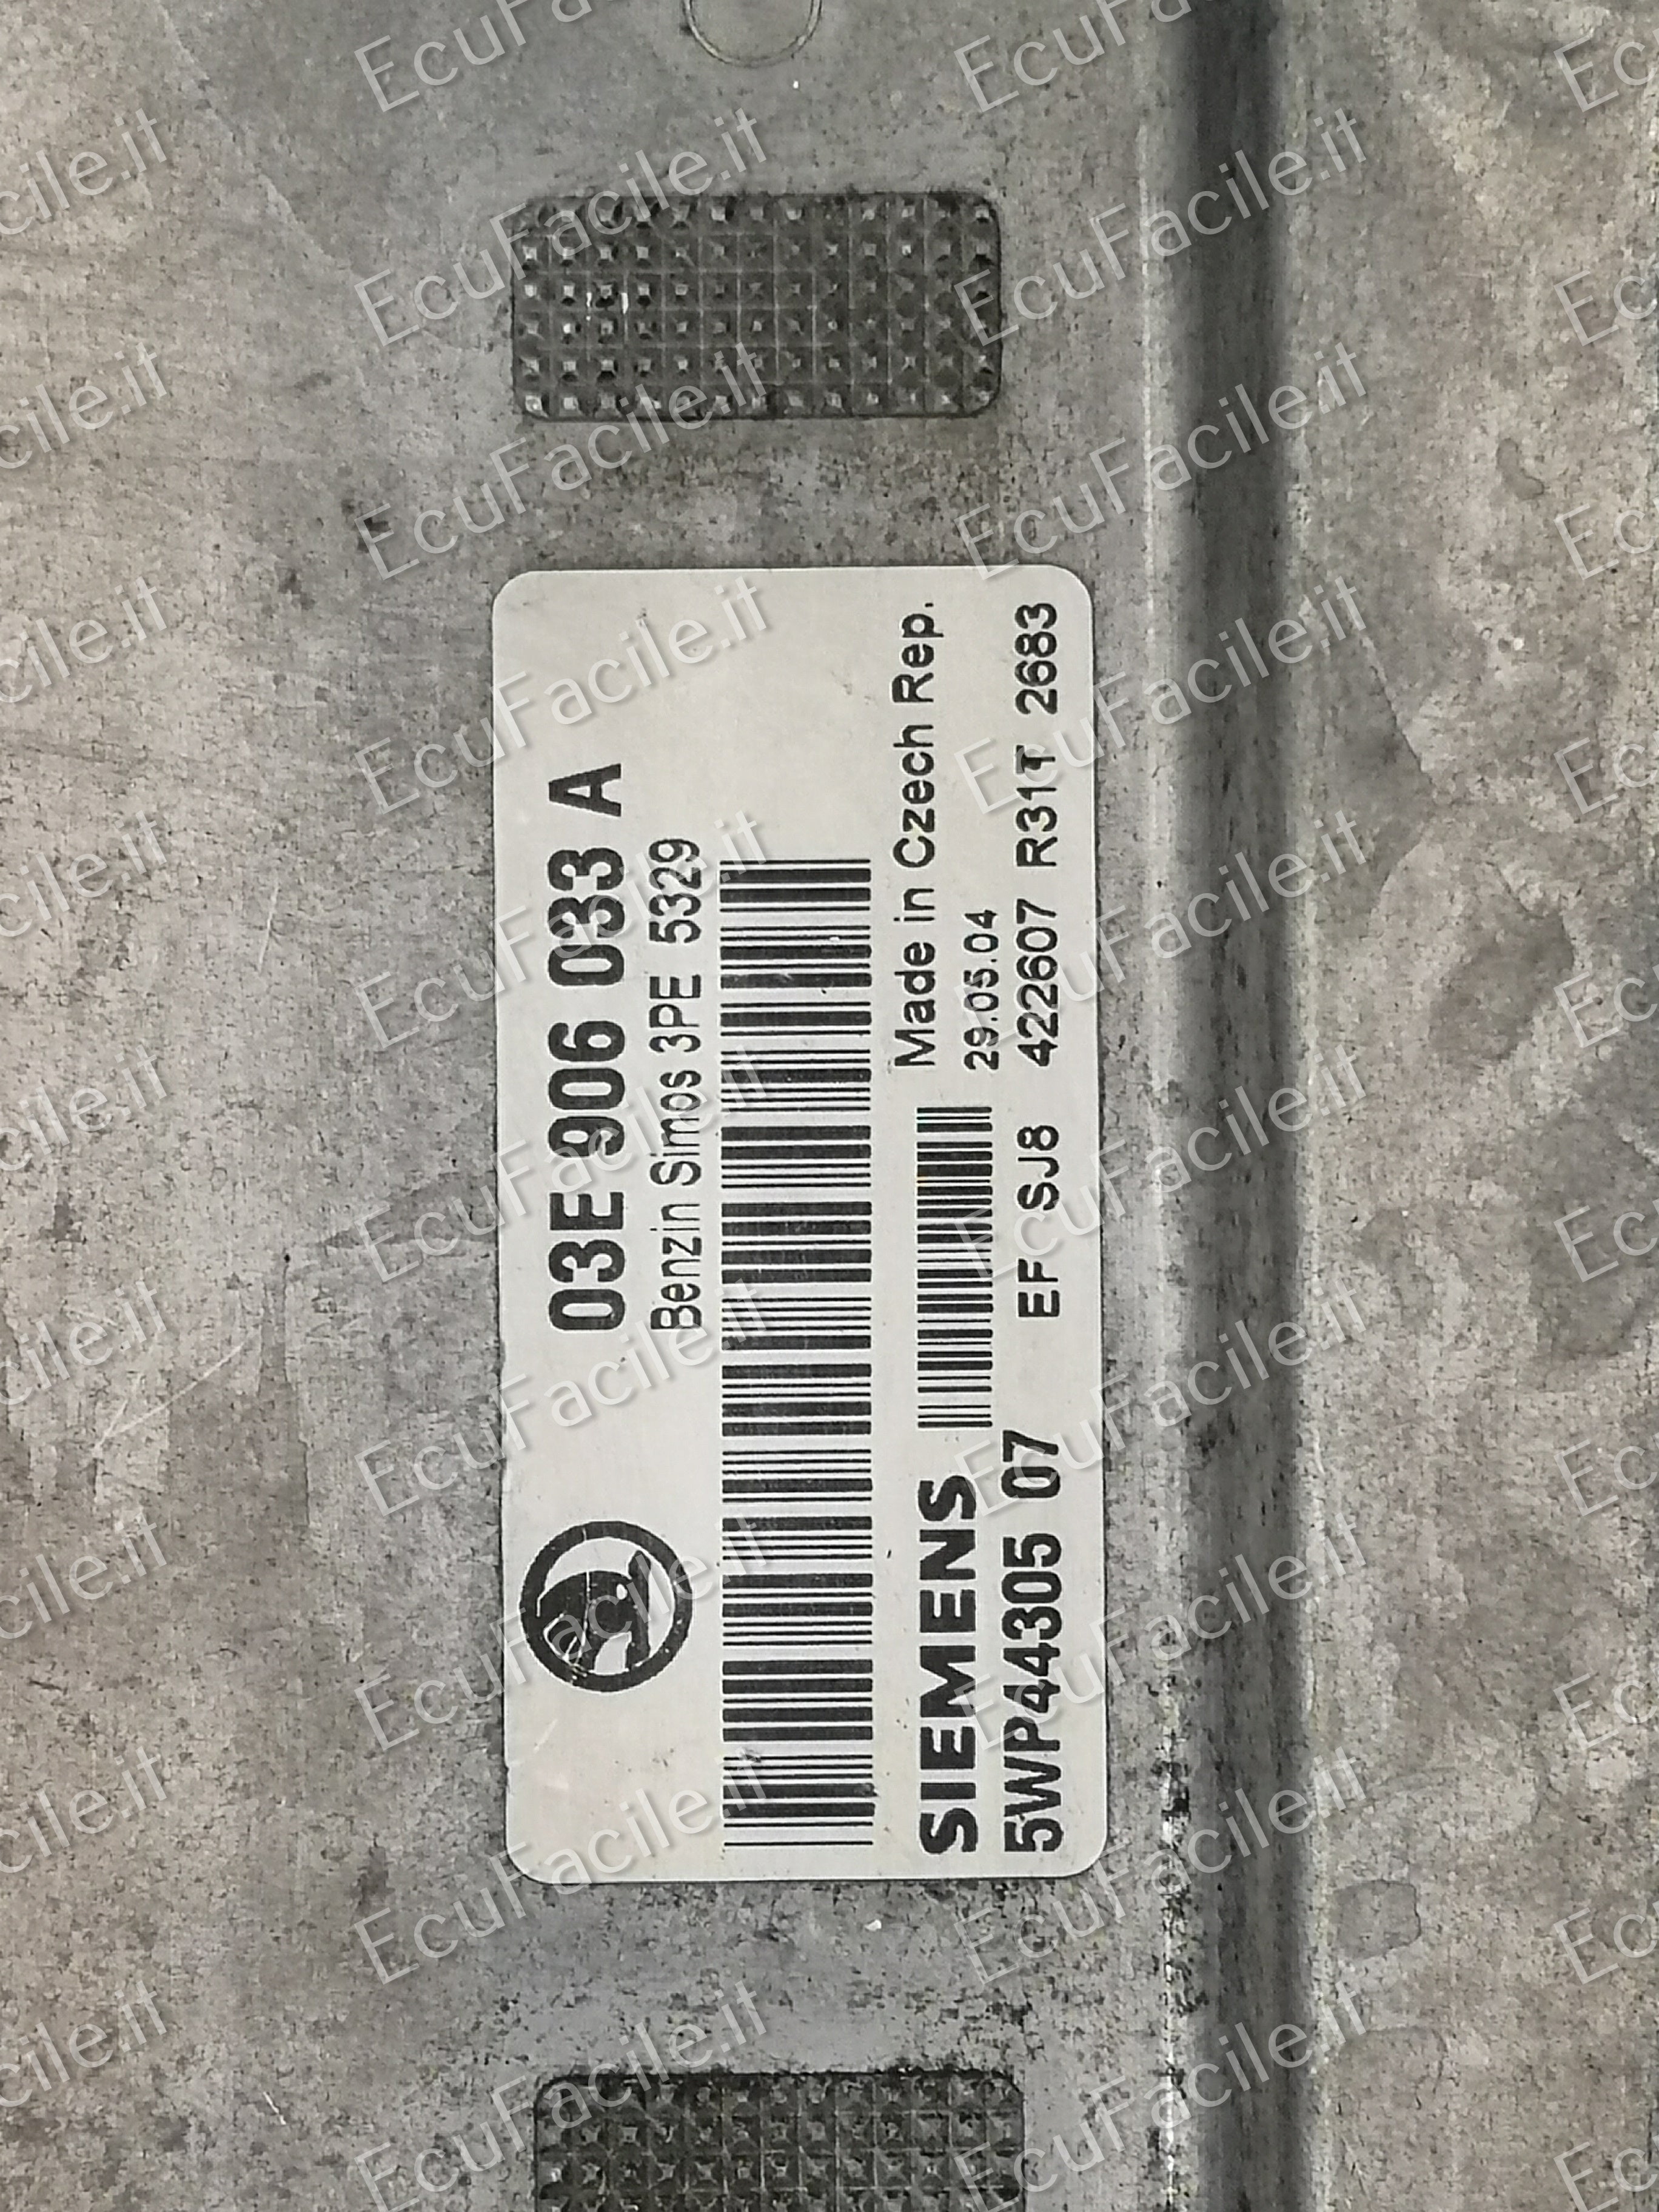 03E 906 033 A
Benzin Simos 3PE 5329
SIEMENS
Made in Czech Rep.
29.05.04
5WP44305 07
EF SJ8 422607 R31T 2683
EcuFacile.it